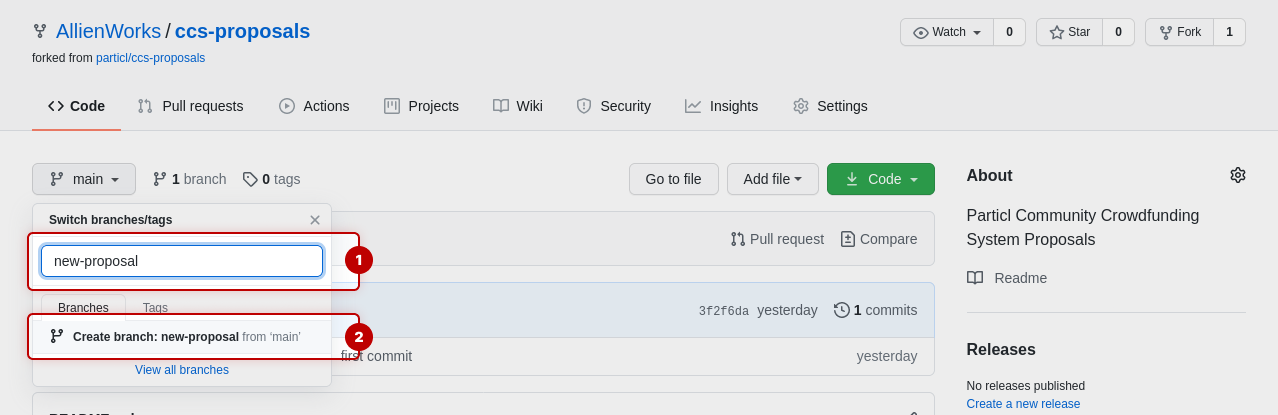 AllienWorks / ccs-proposals
Watch 0
Star 0
Fork 1
forked from particl/ccs-proposals
Code
Pull requests
Actions
Projects
Wiki
Security
Insights
Settings
main
1 branch
0 tags
Go to file
Add file
Code
Switch branches/tags
new-proposal
1
Branches
Tags
Create branch: new-proposal from ‘main’
2
View all branches
Pull request
Compare
3f2f6da yesterday
1 commits
first commit
yesterday
About
Particl Community Crowdfunding
System Proposals
Readme
Releases
No releases published
Create a new release